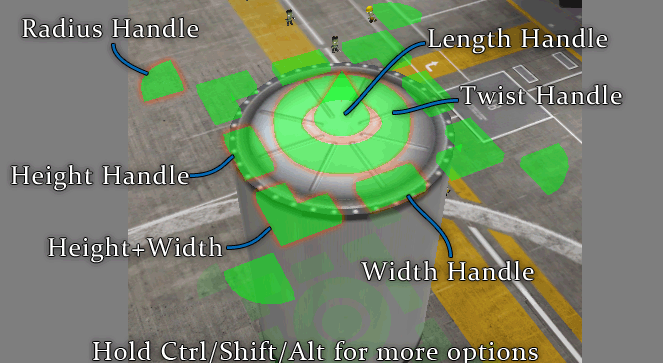 Radius Handle
Length Handle
Twist Handle
Height Handle
Height+Width
Width Handle
Hold Ctrl/Shift/Alt for more options